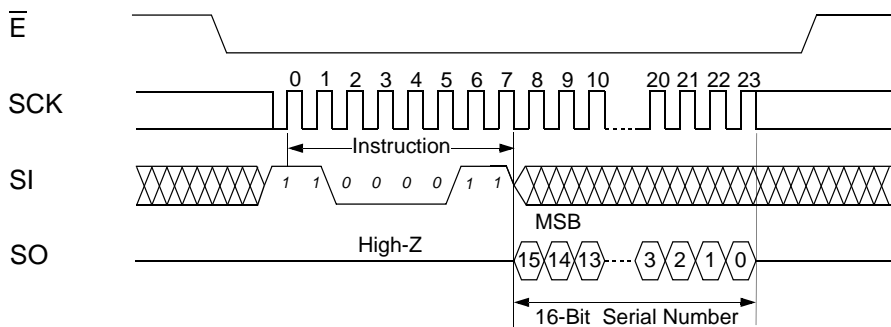 E
SCK 0 1 2 3 4 5 6 7 8 9 10 20 21 22 23
Instruction
SI 1 1 0 0 0 0 1 1
MSB
SO High-Z 15 14 13 3 2 1 0
16-Bit Serial Number